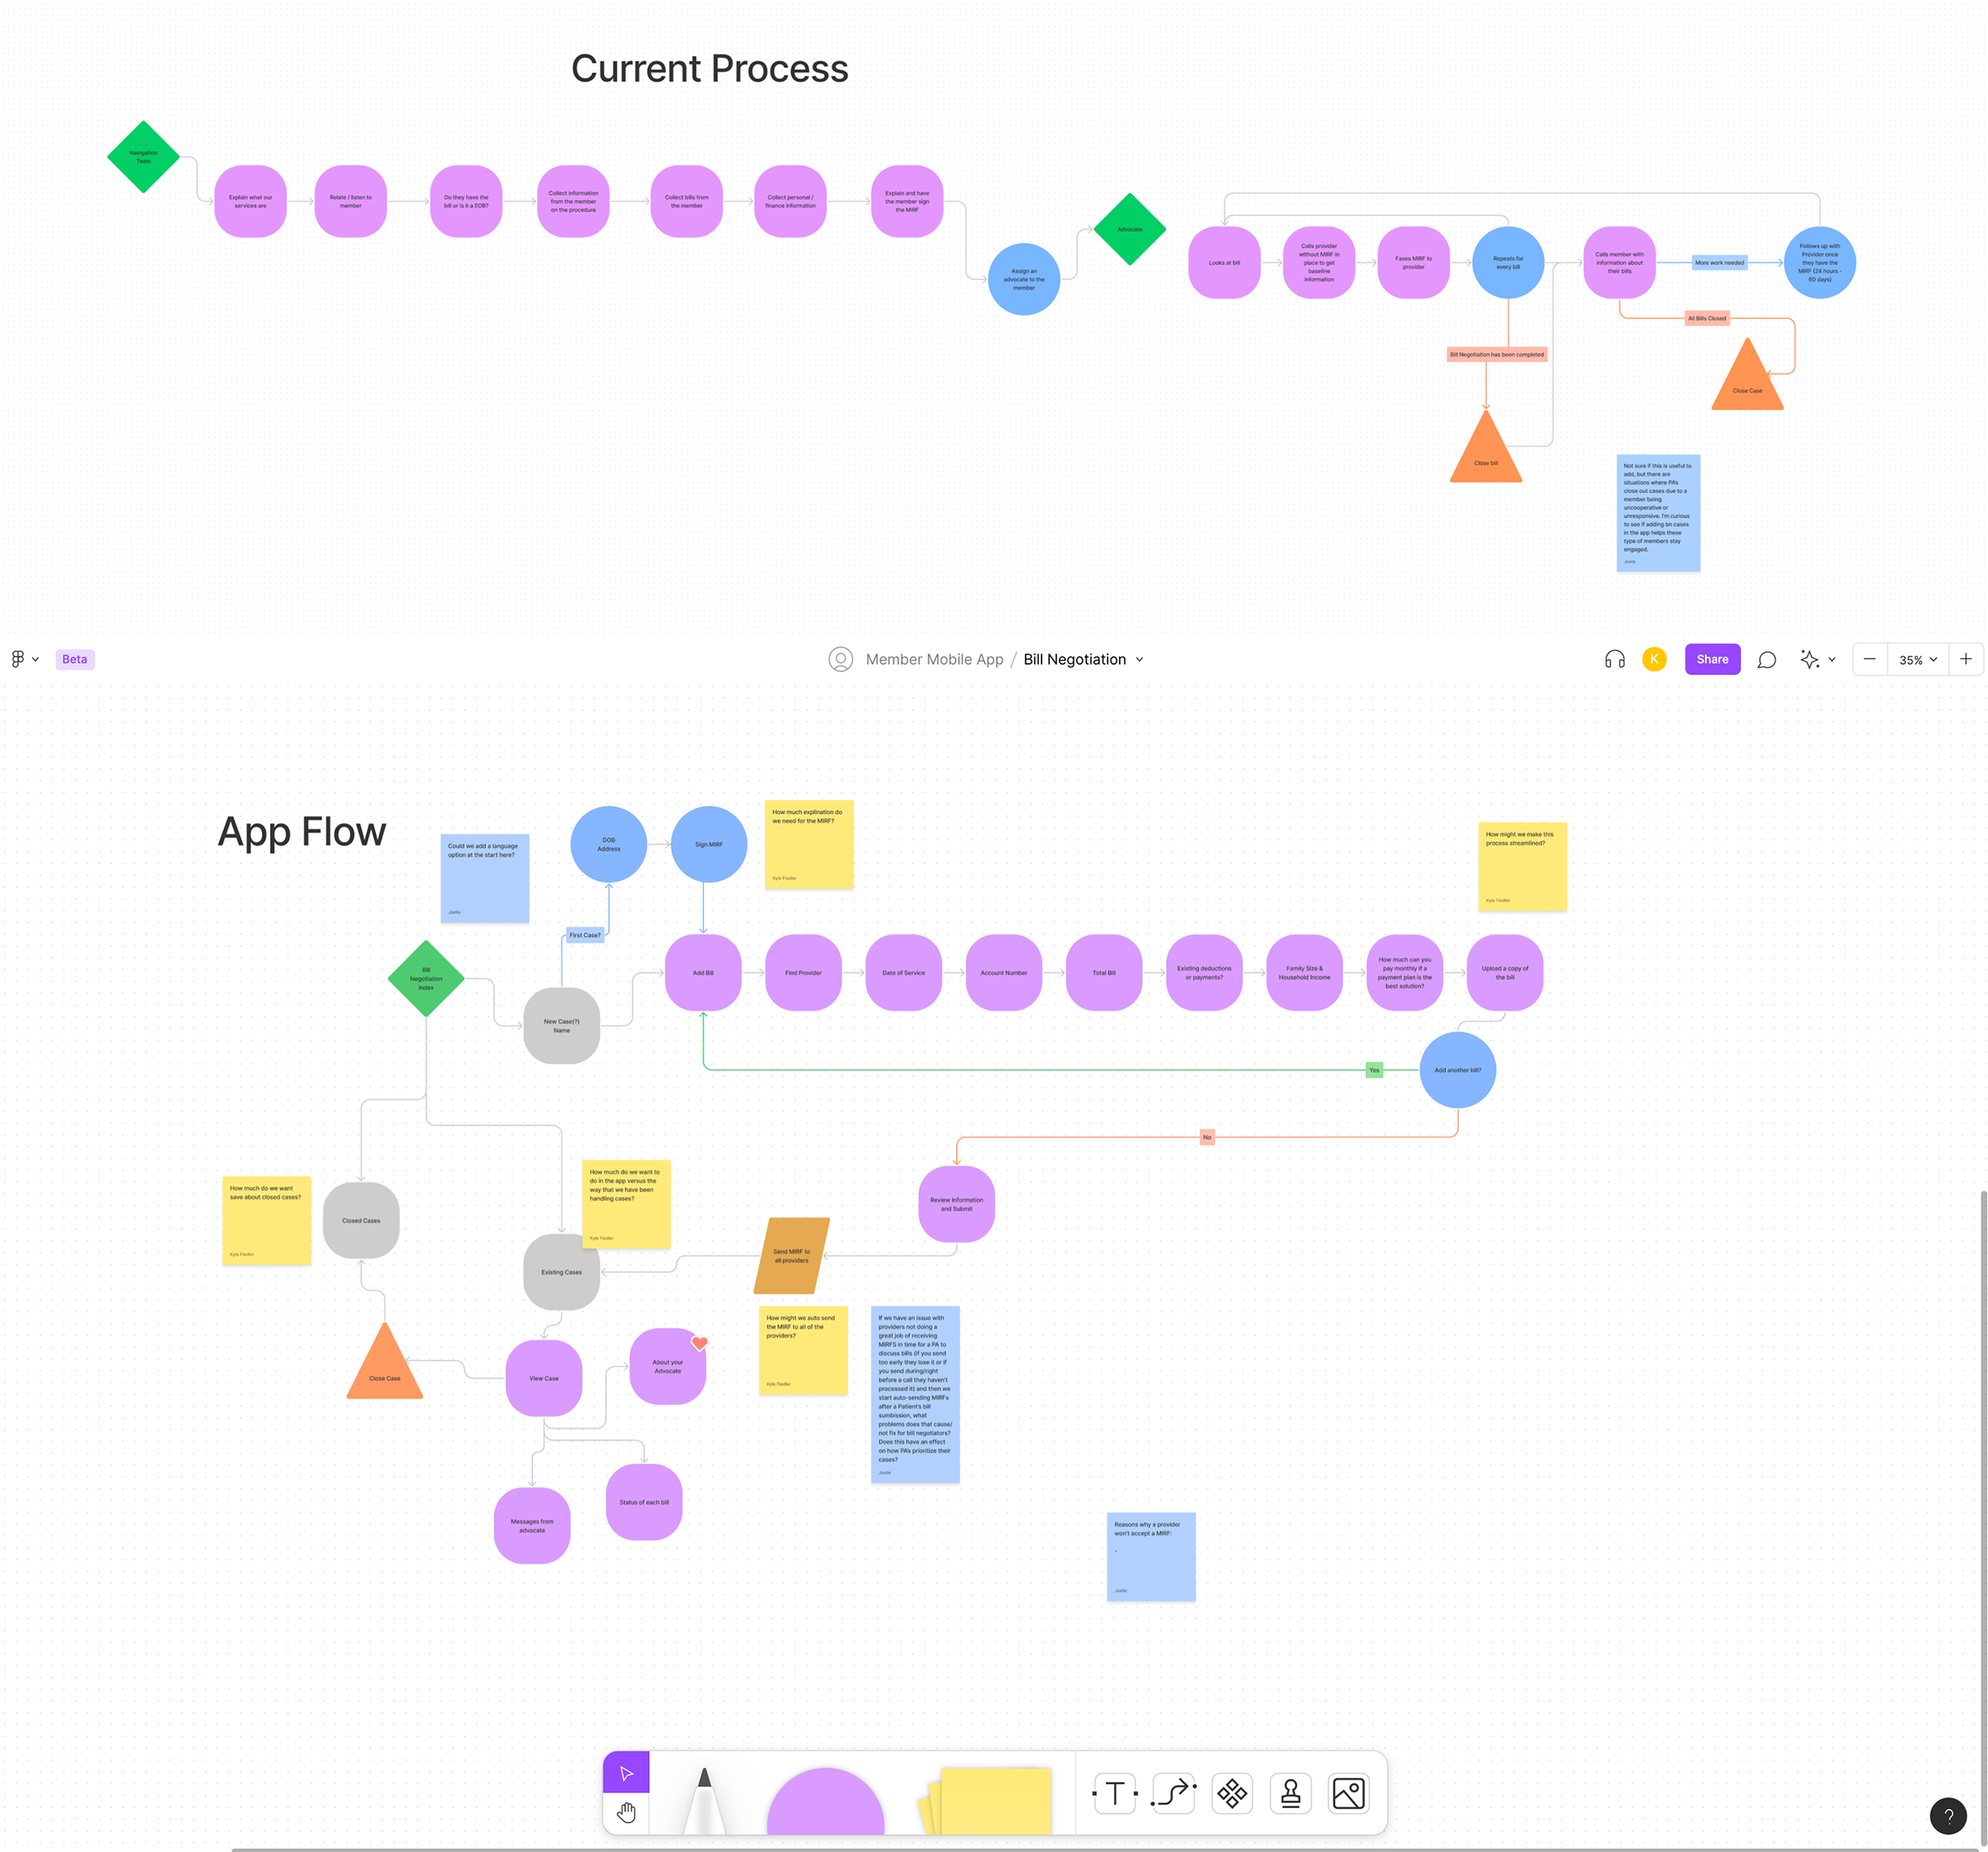 Current Process
Navigation
Team
Explain what our
services are
Relate / listen to
member
Do they have the
bill or is it a EOB?
Collect information
from the member
on the procedure
Collect bills from
the member
Collect personal /
finance information
Explain and have
the member sign
the MIRF
Assign an
advocate to the
member
Advocate
Looks at bill
Calls provider
without MIRF in
place to get
baseline
information
Faxes MIRF to
provider
Repeats for
every bill
Calls member with
information about
their bills
More work needed
Follows up with
Provider once
they have the
MIRF (24 hours -
60 days)
All Bills Closed
Bill Negotiation has been completed
Close Case
Close bill
Not sure if this is useful to
add, but there are
situations where PA's
close out cases due to a
member being
uncooperative or
unresponsive. I'm curious
to see if adding bn cases
in the app helps these
type of members stay
engaged.
Joelle
Beta
Member Mobile App / Bill Negotiation
K
Share
35%
App Flow
Could we add a language
option at the start here?
Joelle
DOB
Address
Sign MIRF
How much explination do
we need for the MIRF?
Kyle Fiedler
How might we make this
process streamlined?
Kyle Fiedler
First Case?
Bill
Negotiation
Index
New Case(?)
Name
Add Bill
Find Provider
Date of Service
Account Number
Total Bill
Existing deductions
or payments?
Family Size &
Household Income
How much can you
pay monthly if a
payment plan is the
best solution?
Upload a copy of
the bill
Add another bill?
Yes
No
How much do we want
save about closed cases?
Kyle Fiedler
Closed Cases
How much do we want to
do in the app versus the
way that we have been
handling cases?
Kyle Fiedler
Existing Cases
Review Information
and Submit
Send MIRF to
all providers
Close Case
View Case
About your
Advocate
How might we auto send
the MIRF to all of the
providers?
Kyle Fiedler
If we have an issue with
providers not doing a
great job of receiving
MIRFS in time for a PA to
discuss bills (if you send
too early they lose it or if
you send during/right
before a call they haven't
processed it) and then we
start auto-sending MIRFs
after a Patient's bill
sumbission, what
problems does that cause/
not fix for bill negotiators?
Does this have an effect
on how PA's prioritize their
cases?
Joelle
Messages from
advocate
Status of each bill
Reasons why a provider
won't accept a MIRF:
-
Joelle
T
?